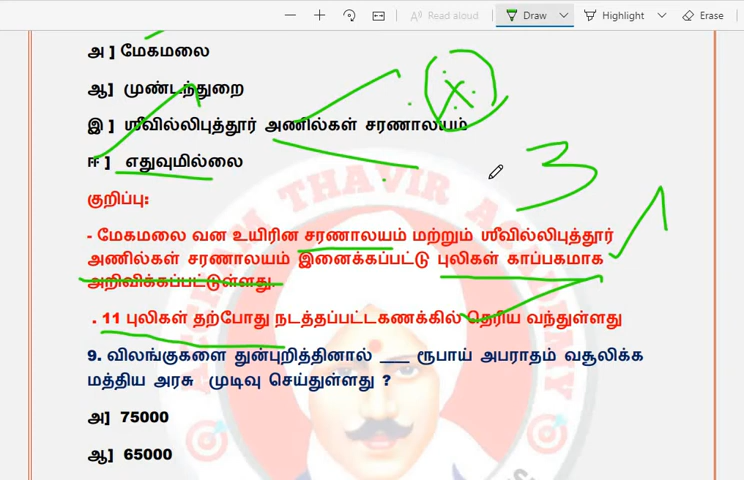 Read aloud
Draw
Highlight
Erase
அ ] மேகமலை
ஆ] முண்டந்துறை
இ ] ஸ்ரீவில்லிபுத்தூர் அணில்கள் சரணாலயம்
ஈ ] எதுவுமில்லை
3
குறிப்பு:
- மேகமலை வன உயிரின சரணாலயம் மற்றும் ஸ்ரீவில்லிபுத்தூர்
அணில்கள் சரணாலயம் இனைக்கப்பட்டு புலிகள் காப்பகமாக
அறிவிக்கப்பட்டுள்ளது.
. 11 புலிகள் தற்போது நடத்தப்பட்டகணக்கில் தெரிய வந்துள்ளது
9. விலங்குகளை துன்புறித்தினால் ___ ரூபாய் அபராதம் வசூலிக்க
மத்திய அரசு முடிவு செய்துள்ளது ?
அ] 75000
ஆ] 65000